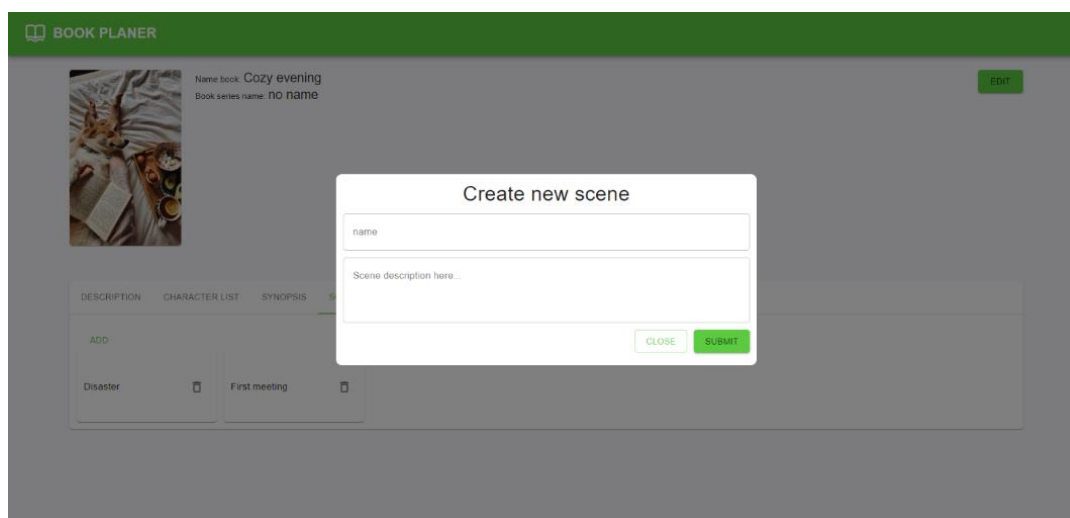 BOOK PLANER
Name book: Cozy evening
Book series name: no name
EDIT
Create new scene
name
Scene description here...
CLOSE
SUBMIT
DESCRIPTION
CHARACTER LIST
SYNOPSIS
ADD
Disaster
First meeting